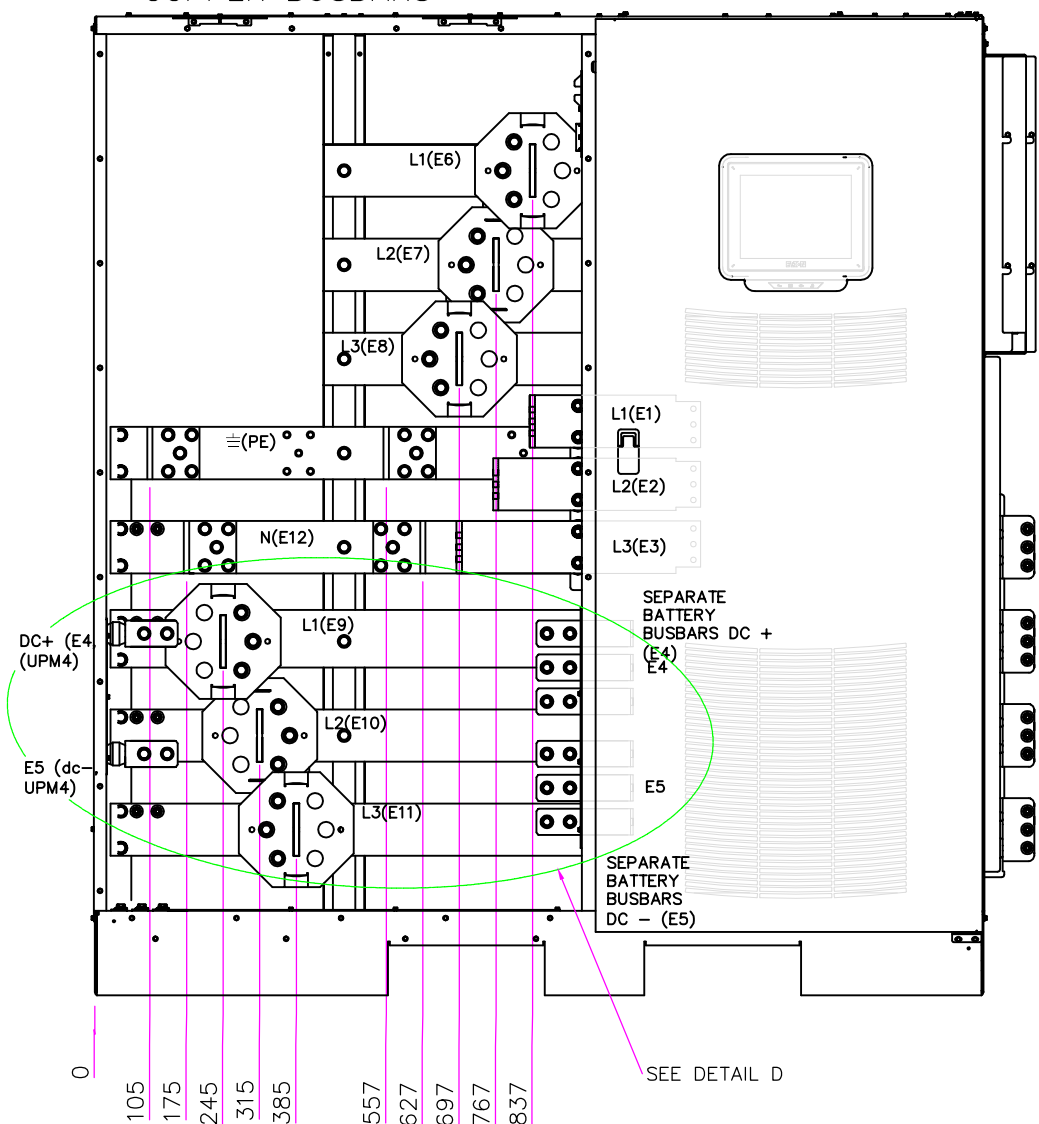 L1(E6)
L2(E7)
L3(E8)
L1(E1)
(PE)
L2(E2)
N(E12)
L3(E3)
SEPARATE
BATTERY
BUSBARS DC +
(E4)
E4
L1(E9)
DC+ (E4
(UPM4)
L2(E10)
E5 (dc-
UPM4)
E5
L3(E11)
SEPARATE
BATTERY
BUSBARS
DC - (E5)
SEE DETAIL D
0
105
175
245
315
385
557
627
697
767
837